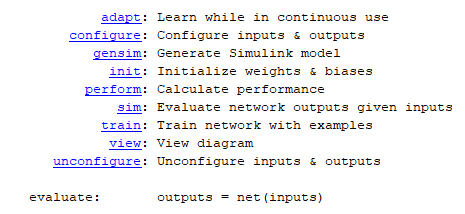 adapt: Learn while in continuous use
configure: Configure inputs & outputs
gensim: Generate Simulink model
init: Initialize weights & biases
perform: Calculate performance
sim: Evaluate network outputs given inputs
train: Train network with examples
view: View diagram
unconfigure: Unconfigure inputs & outputs
evaluate: outputs = net(inputs)